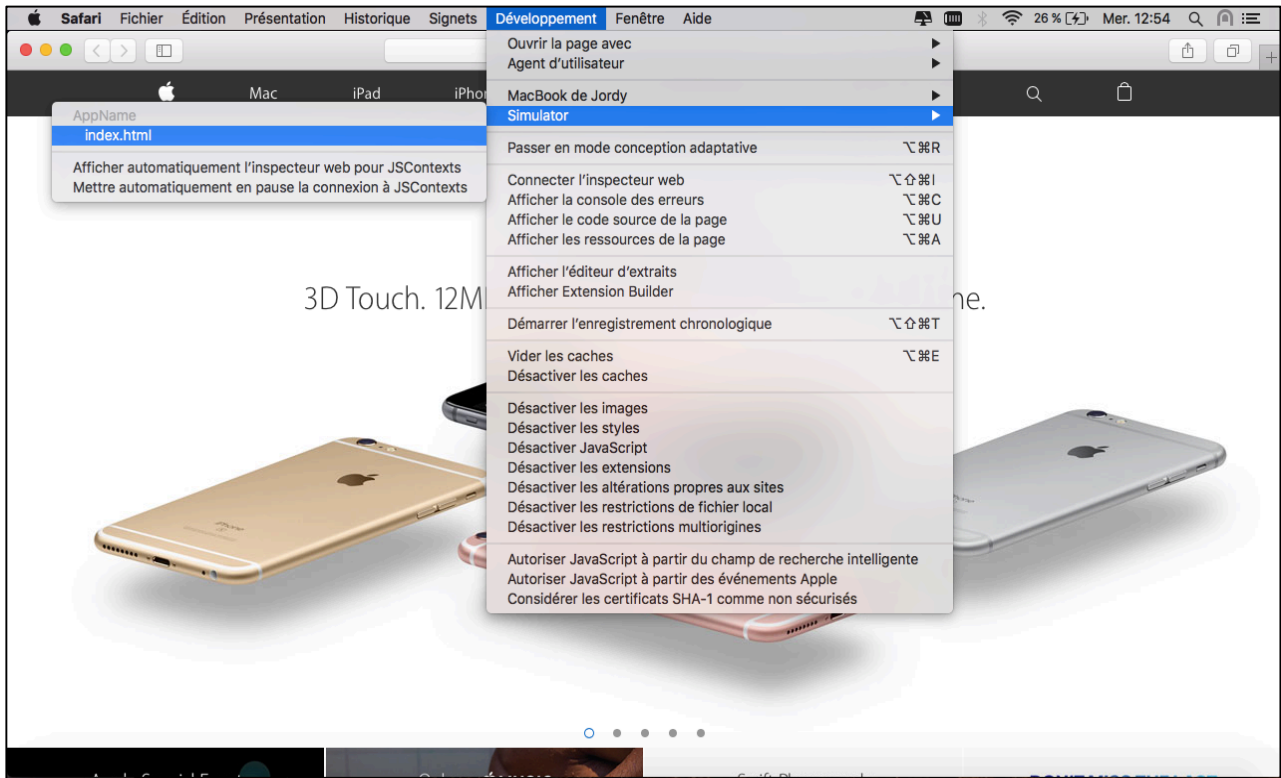 Safari Fichier Édition Présentation Historique Signets Développement Fenêtre Aide 26 % Mer. 12:54
Mac iPad iPho
AppName
index.html
Afficher automatiquement l'inspecteur web pour JSContexts
Mettre automatiquement en pause la connexion à JSContexts
Ouvrir la page avec
Agent d'utilisateur
MacBook de Jordy
Simulator
Passer en mode conception adaptative ⌥⌘R
Connecter l'inspecteur web ⌥⇧⌘I
Afficher la console des erreurs ⌥⌘C
Afficher le code source de la page ⌥⌘U
Afficher les ressources de la page ⌥⌘A
Afficher l'éditeur d'extraits
Afficher Extension Builder
Démarrer l'enregistrement chronologique ⌥⇧⌘T
Vider les caches ⌥⌘E
Désactiver les caches
Désactiver les images
Désactiver les styles
Désactiver JavaScript
Désactiver les extensions
Désactiver les altérations propres aux sites
Désactiver les restrictions de fichier local
Désactiver les restrictions multiorigines
Autoriser JavaScript à partir du champ de recherche intelligente
Autoriser JavaScript à partir des événements Apple
Considérer les certificats SHA-1 comme non sécurisés
3D Touch. 12M ne.
iPhone